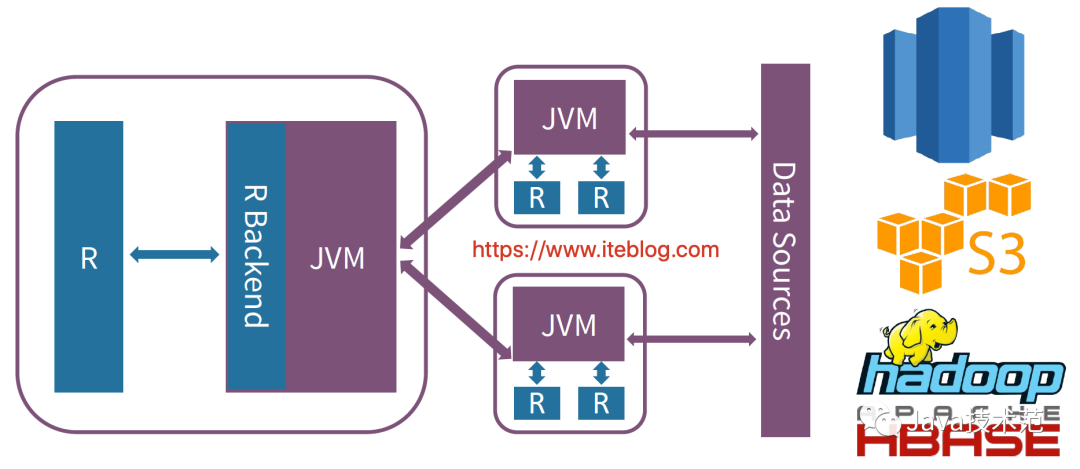 R
R Backend
JVM
JVM
R
R
https://www.iteblog.com
JVM
R
R
Data Sources
S3
hadoop
APACHE
HBASE
Java技术范